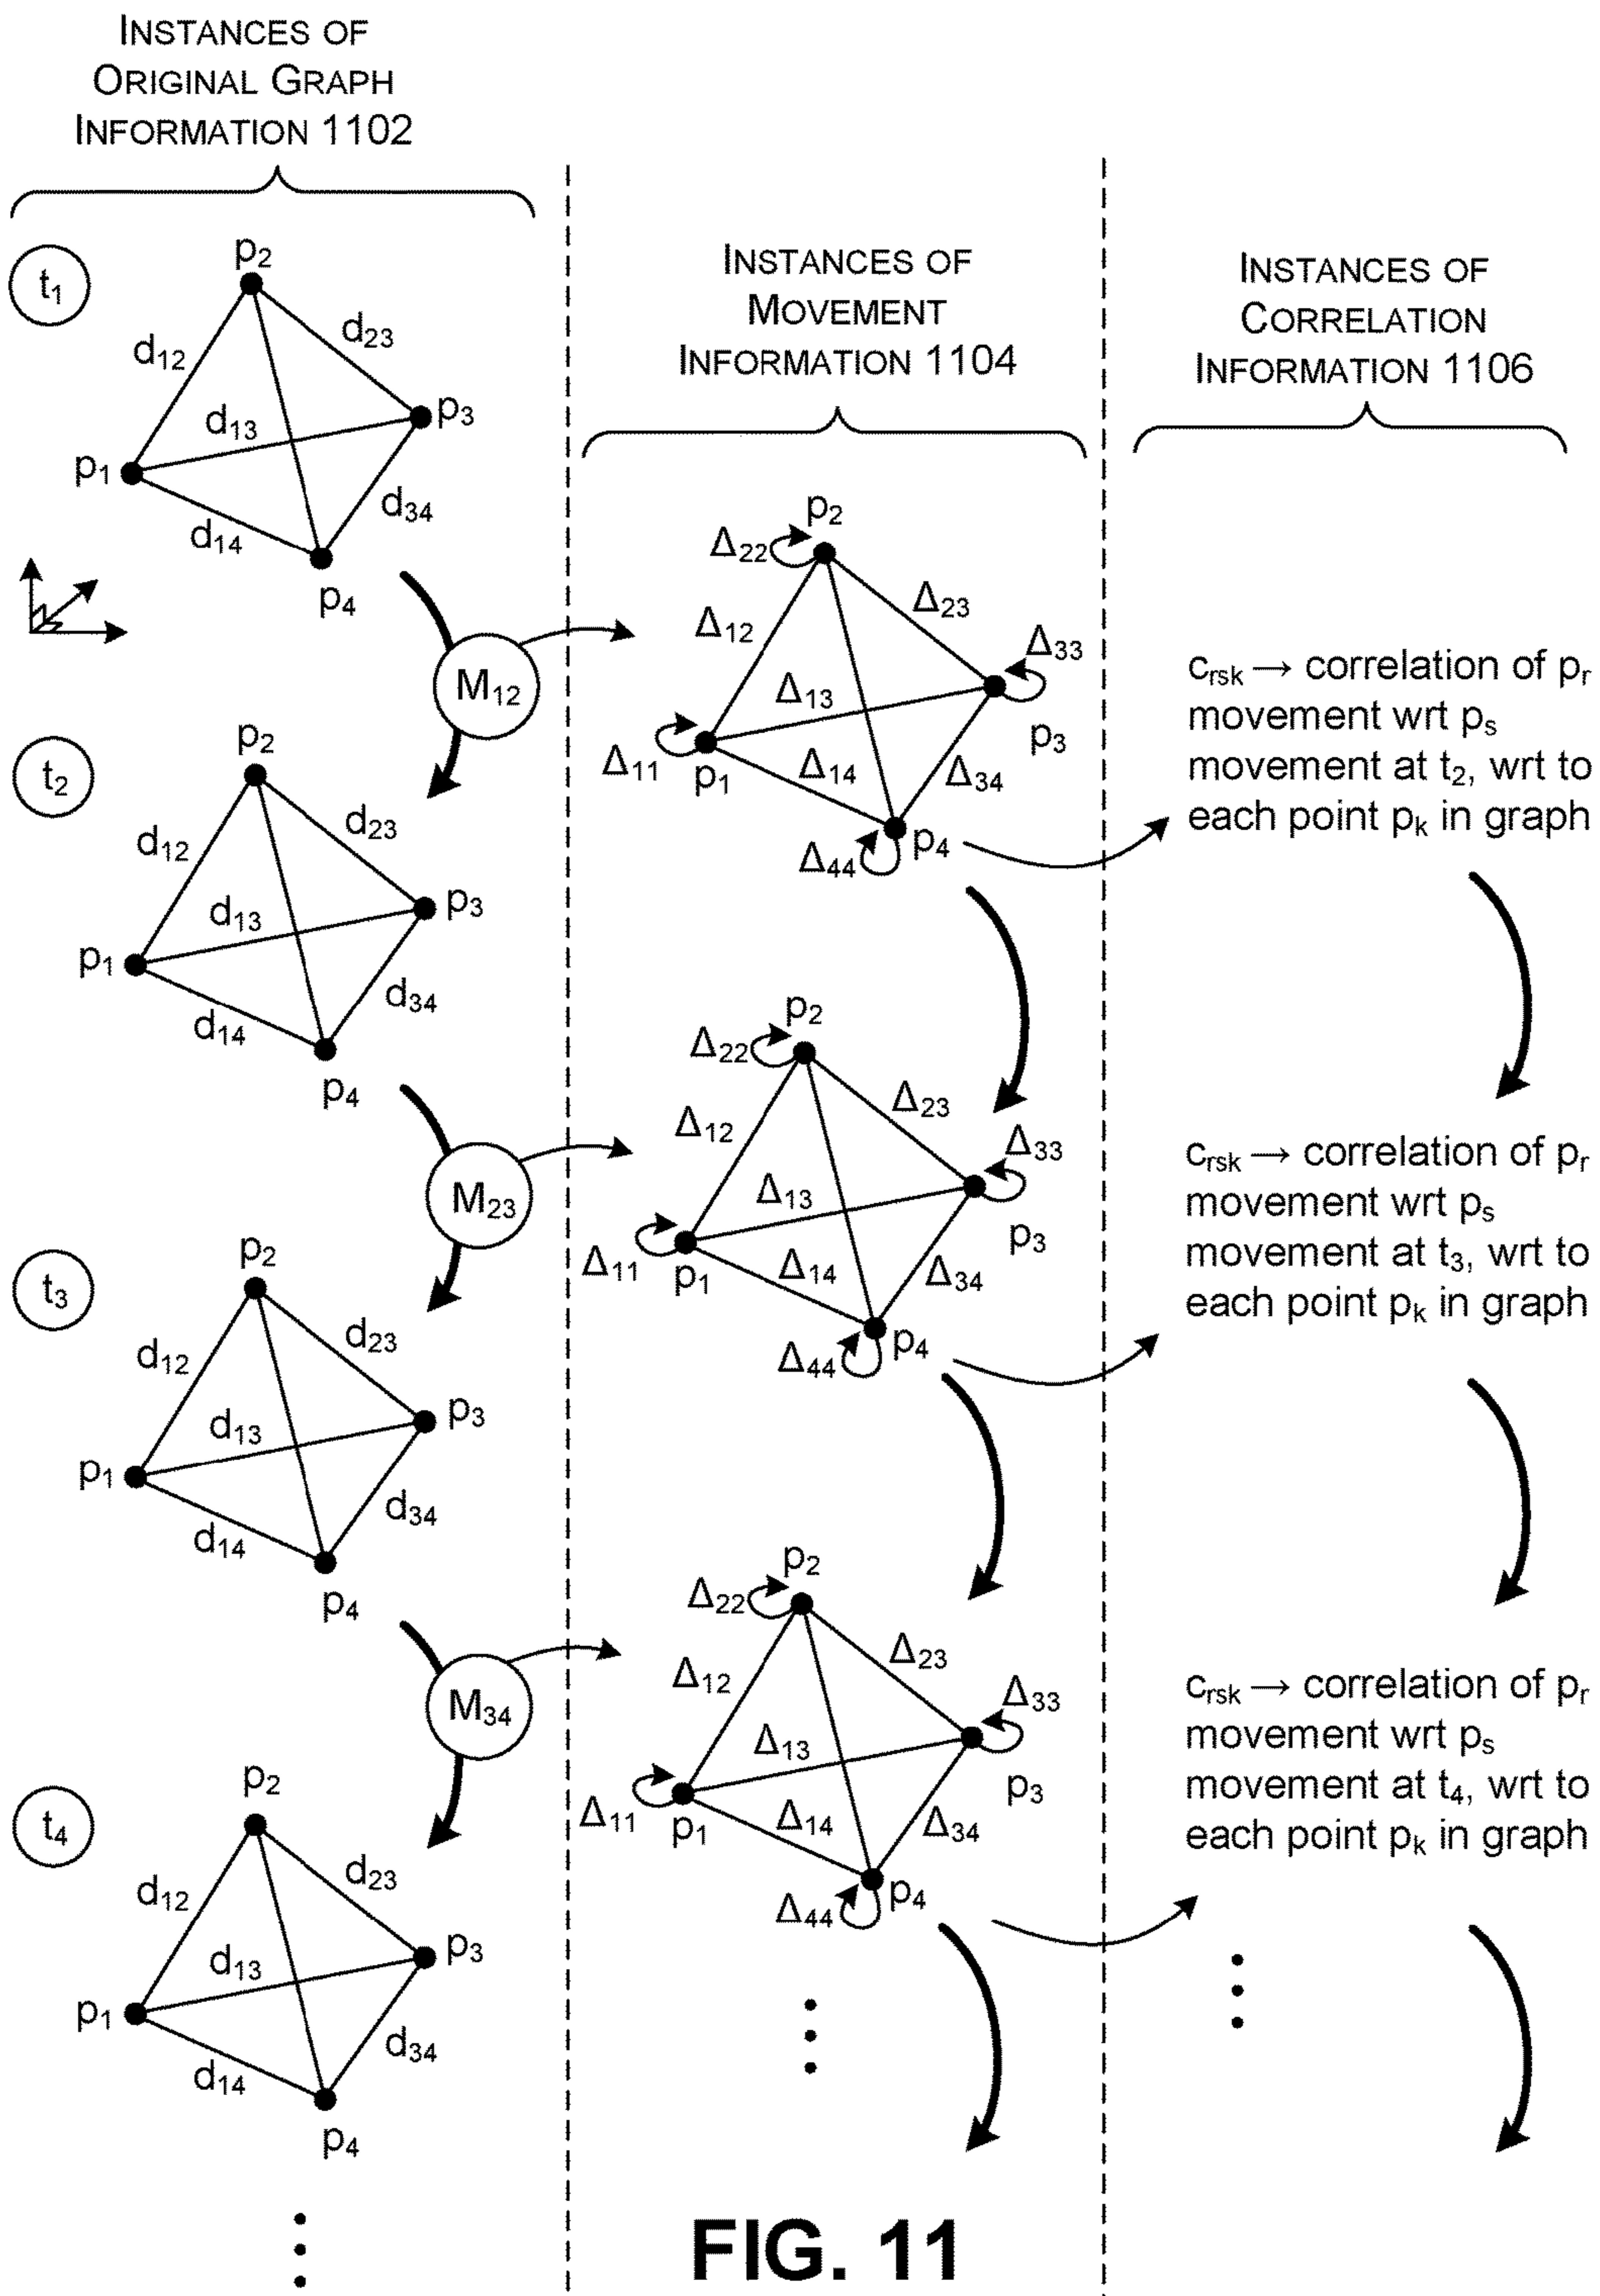 INSTANCES OF
ORIGINAL GRAPH
INFORMATION 1102
t1
p2
d12
d23
d13
p3
p1
d14
d34
p4
M12
t2
p2
d12
d23
d13
p3
p1
d14
d34
p4
M23
t3
p2
d12
d23
d13
p3
p1
d14
d34
p4
M34
t4
p2
d12
d23
d13
p3
p1
d14
d34
p4
INSTANCES OF
MOVEMENT
INFORMATION 1104
p2
Δ22
Δ23
Δ12
Δ33
Δ13
p3
Δ11
p1
Δ14
Δ34
p4
Δ44
p2
Δ22
Δ23
Δ12
Δ33
Δ13
p3
Δ11
p1
Δ14
Δ34
p4
Δ44
p2
Δ22
Δ23
Δ12
Δ33
Δ13
p3
Δ11
p1
Δ14
Δ34
p4
Δ44
INSTANCES OF
CORRELATION
INFORMATION 1106
crsk → correlation of pr
movement wrt ps
movement at t2, wrt to
each point pk in graph
crsk → correlation of pr
movement wrt ps
movement at t3, wrt to
each point pk in graph
crsk → correlation of pr
movement wrt ps
movement at t4, wrt to
each point pk in graph
FIG. 11